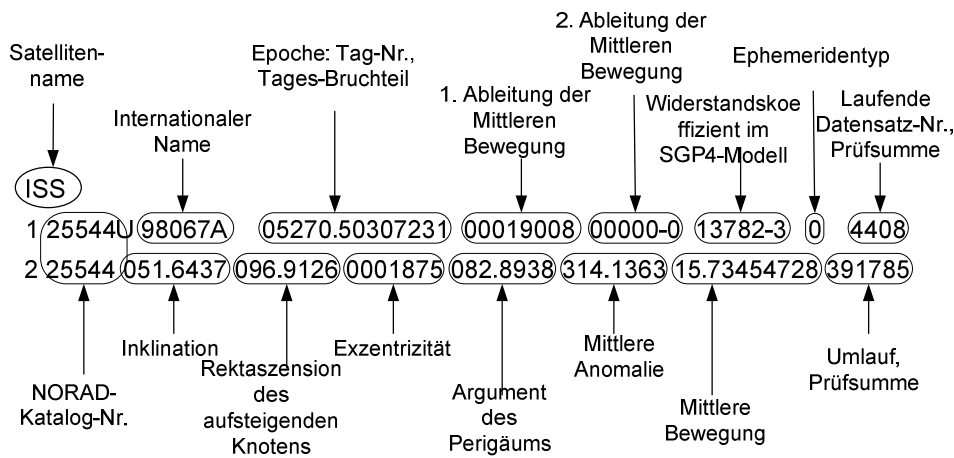 2. Ableitung der
Mittleren
Bewegung
Satelliten-
name
Epoche: Tag-Nr.,
Tages-Bruchteil
Ephemeridentyp
1. Ableitung der
Mittleren
Bewegung
Internationaler
Name
Widerstandskoe
ffizient im
SGP4-Modell
Laufende
Datensatz-Nr.,
Prüfsumme
ISS
1 25544U 98067A 05270.50307231 00019008 00000-0 13782-3 0 4408
2 25544 051.6437 096.9126 0001875 082.8938 314.1363 15.73454728 391785
NORAD-
Katalog-Nr.
Inklination
Rektaszension
des
aufsteigenden
Knotens
Exzentrizität
Argument
des
Perigäums
Mittlere
Anomalie
Mittlere
Bewegung
Umlauf,
Prüfsumme